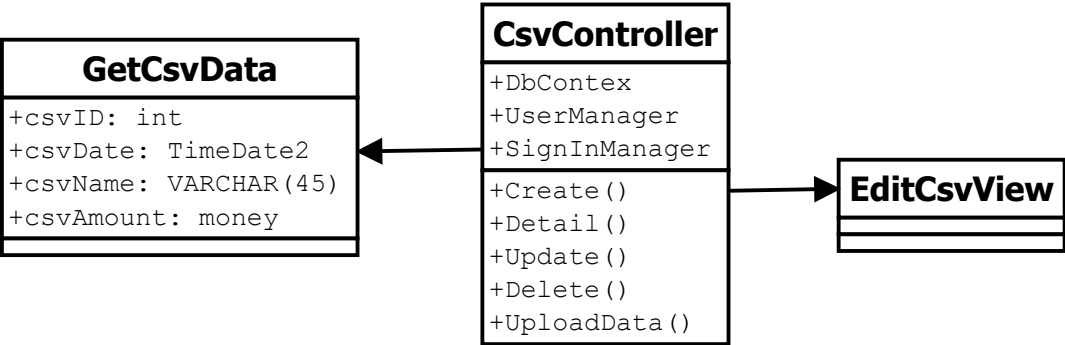 GetCsvData
+csvID: int
+csvDate: TimeDate2
+csvName: VARCHAR(45)
+csvAmount: money
CsvController
+DbContex
+UserManager
+SignInManager
+Create()
+Detail()
+Update()
+Delete()
+UploadData()
EditCsvView